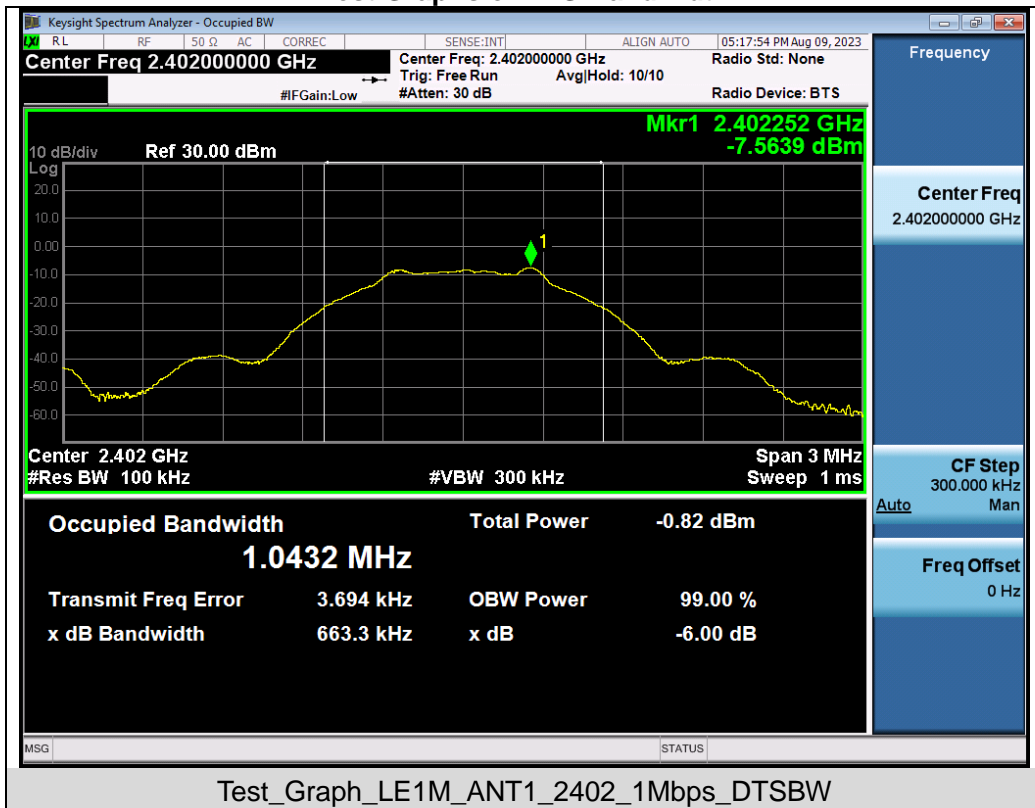 Keysight Spectrum Analyzer - Occupied BW
LXI RL RF 50 Ω AC CORREC SENSE:INT ALIGN AUTO 05:17:54 PM Aug 09, 2023
Center Freq 2.402000000 GHz
Center Freq: 2.402000000 GHz
Radio Std: None
Trig: Free Run Avg|Hold: 10/10
#IFGain:Low #Atten: 30 dB Radio Device: BTS
Mkr1 2.402252 GHz
-7.5639 dBm
10 dB/div Ref 30.00 dBm
Log
20.0
10.0
0.00
-10.0
-20.0
-30.0
-40.0
-50.0
-60.0
1
Center 2.402 GHz Span 3 MHz
#Res BW 100 kHz #VBW 300 kHz Sweep 1 ms
Occupied Bandwidth Total Power -0.82 dBm
1.0432 MHz
Transmit Freq Error 3.694 kHz OBW Power 99.00 %
x dB Bandwidth 663.3 kHz x dB -6.00 dB
Frequency
Center Freq
2.402000000 GHz
CF Step
300.000 kHz
Auto Man
Freq Offset
0 Hz
MSG STATUS
Test_Graph_LE1M_ANT1_2402_1Mbps_DTSBW